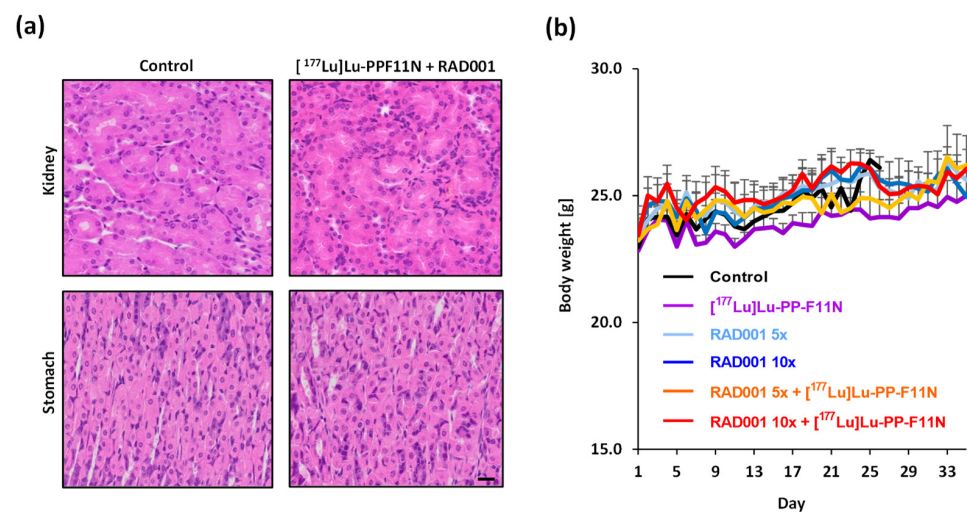 (a)
Control
[ ¹⁷⁷Lu]Lu-PPF11N + RAD001
Kidney
Stomach
(b)
30.0
25.0
20.0
15.0
Body weight [g]
Control
[¹⁷⁷Lu]Lu-PP-F11N
RAD001 5x
RAD001 10x
RAD001 5x + [¹⁷⁷Lu]Lu-PP-F11N
RAD001 10x + [¹⁷⁷Lu]Lu-PP-F11N
1 5 9 13 17 21 25 29 33
Day